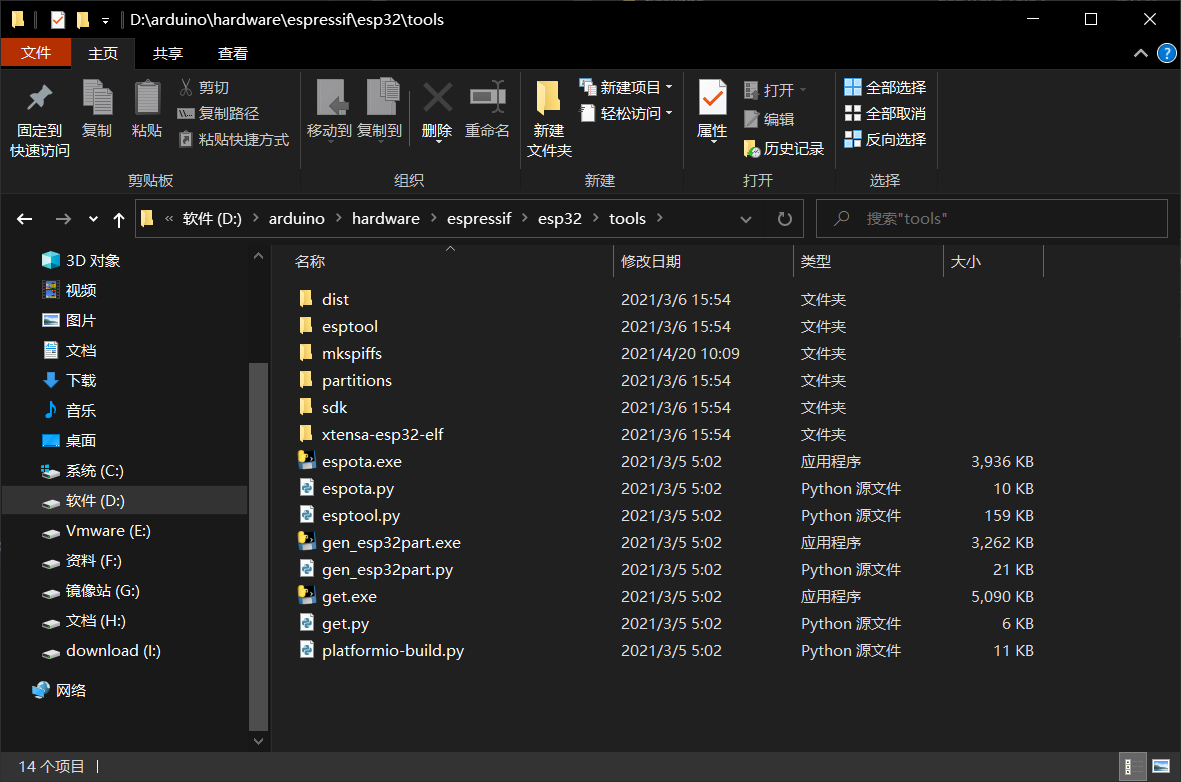 D:\arduino\hardware\espressif\esp32\tools
文件 主页 共享 查看
固定到
快速访问
复制
粘贴
剪切
复制路径
粘贴快捷方式
剪贴板
移动到 复制到 删除 重命名
组织
新建
文件夹
新建项目
轻松访问
新建
属性
打开
编辑
历史记录
打开
全部选择
全部取消
反向选择
选择
« 软件 (D:) > arduino > hardware > espressif > esp32 > tools >
搜索"tools"
3D 对象
视频
图片
文档
下载
音乐
桌面
系统 (C:)
软件 (D:)
Vmware (E:)
资料 (F:)
镜像站 (G:)
文档 (H:)
download (I:)
网络
名称 修改日期 类型 大小
dist 2021/3/6 15:54 文件夹
esptool 2021/3/6 15:54 文件夹
mkspiffs 2021/4/20 10:09 文件夹
partitions 2021/3/6 15:54 文件夹
sdk 2021/3/6 15:54 文件夹
xtensa-esp32-elf 2021/3/6 15:54 文件夹
espota.exe 2021/3/5 5:02 应用程序 3,936 KB
espota.py 2021/3/5 5:02 Python 源文件 10 KB
esptool.py 2021/3/5 5:02 Python 源文件 159 KB
gen_esp32part.exe 2021/3/5 5:02 应用程序 3,262 KB
gen_esp32part.py 2021/3/5 5:02 Python 源文件 21 KB
get.exe 2021/3/5 5:02 应用程序 5,090 KB
get.py 2021/3/5 5:02 Python 源文件 6 KB
platformio-build.py 2021/3/5 5:02 Python 源文件 11 KB
14 个项目